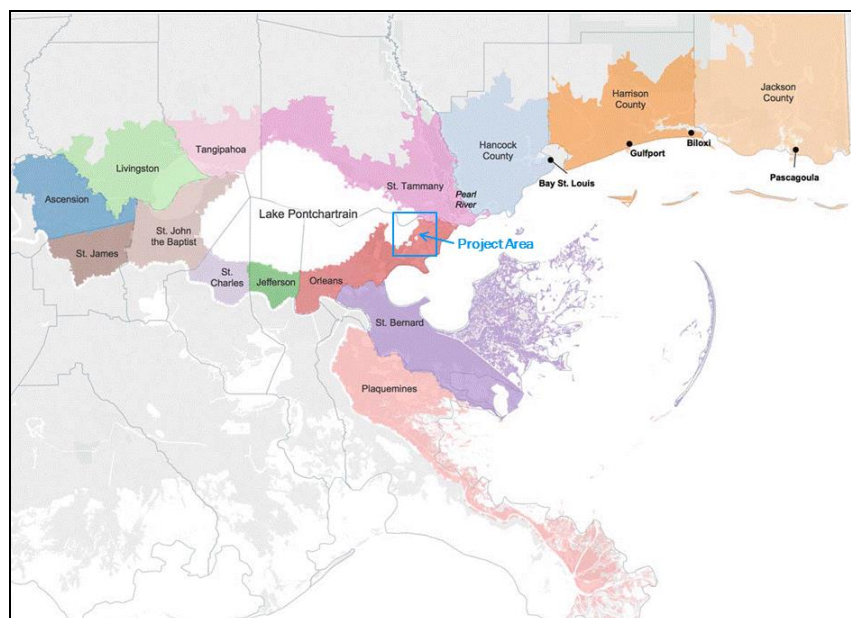 Jackson
County
Harrison
County
Biloxi
Gulfport
Pascagoula
Hancock
County
Bay St. Louis
Tangipahoa
Livingston
St. Tammany
Pearl
River
Ascension
Lake Pontchartrain
St. John
the Baptist
Project Area
St. James
St.
Charles
Jefferson
Orleans
St. Bernard
Plaquemines